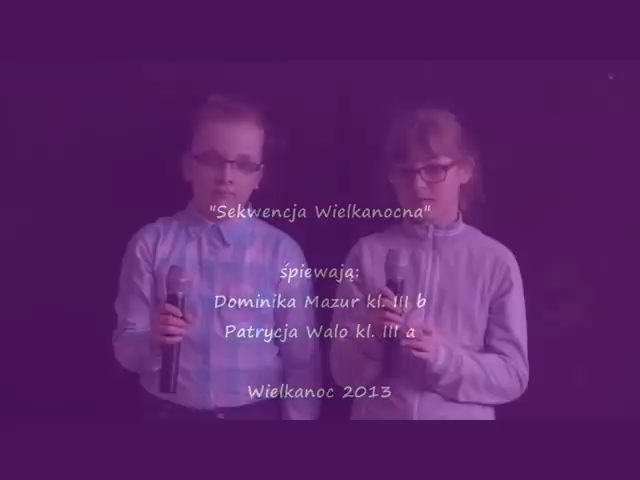 "Sekwencja Wielkanocna"
śpiewają:
Dominika Mazur kl. III b
Patrycja Walo kl. III a
Wielkanoc 2013